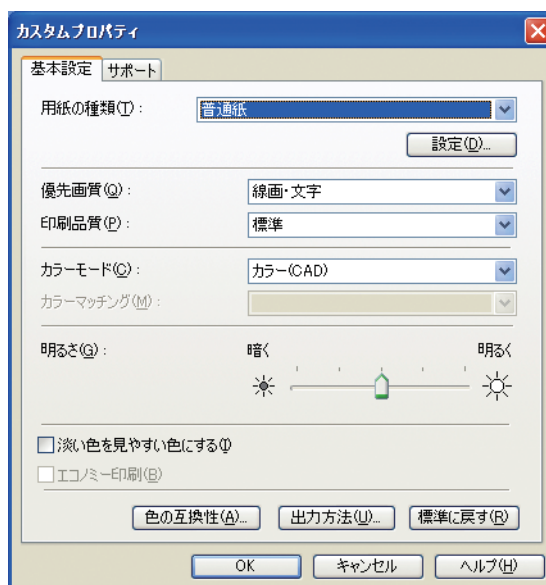 カスタムプロパティ
基本設定 サポート
用紙の種類(T): 普通紙
設定(D)...
優先画質(Q): 線画・文字
印刷品質(P): 標準
カラーモード(C): カラー(CAD)
カラーマッチング(M):
明るさ(G): 暗く 明るく
淡い色を見やすい色にする(I)
エコノミー印刷(B)
色の互換性(A)... 出力方法(U)... 標準に戻す(R)
OK キャンセル ヘルプ(H)